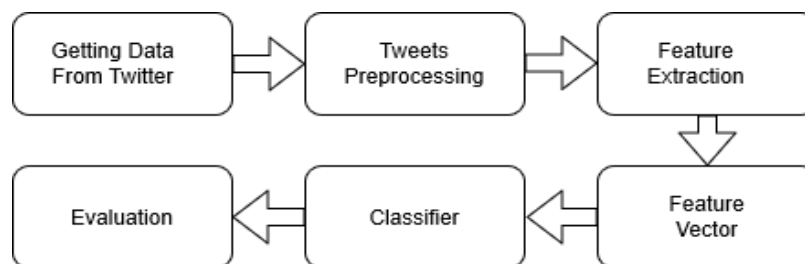 Getting Data
From Twitter
Tweets
Preprocessing
Feature
Extraction
Feature
Vector
Classifier
Evaluation